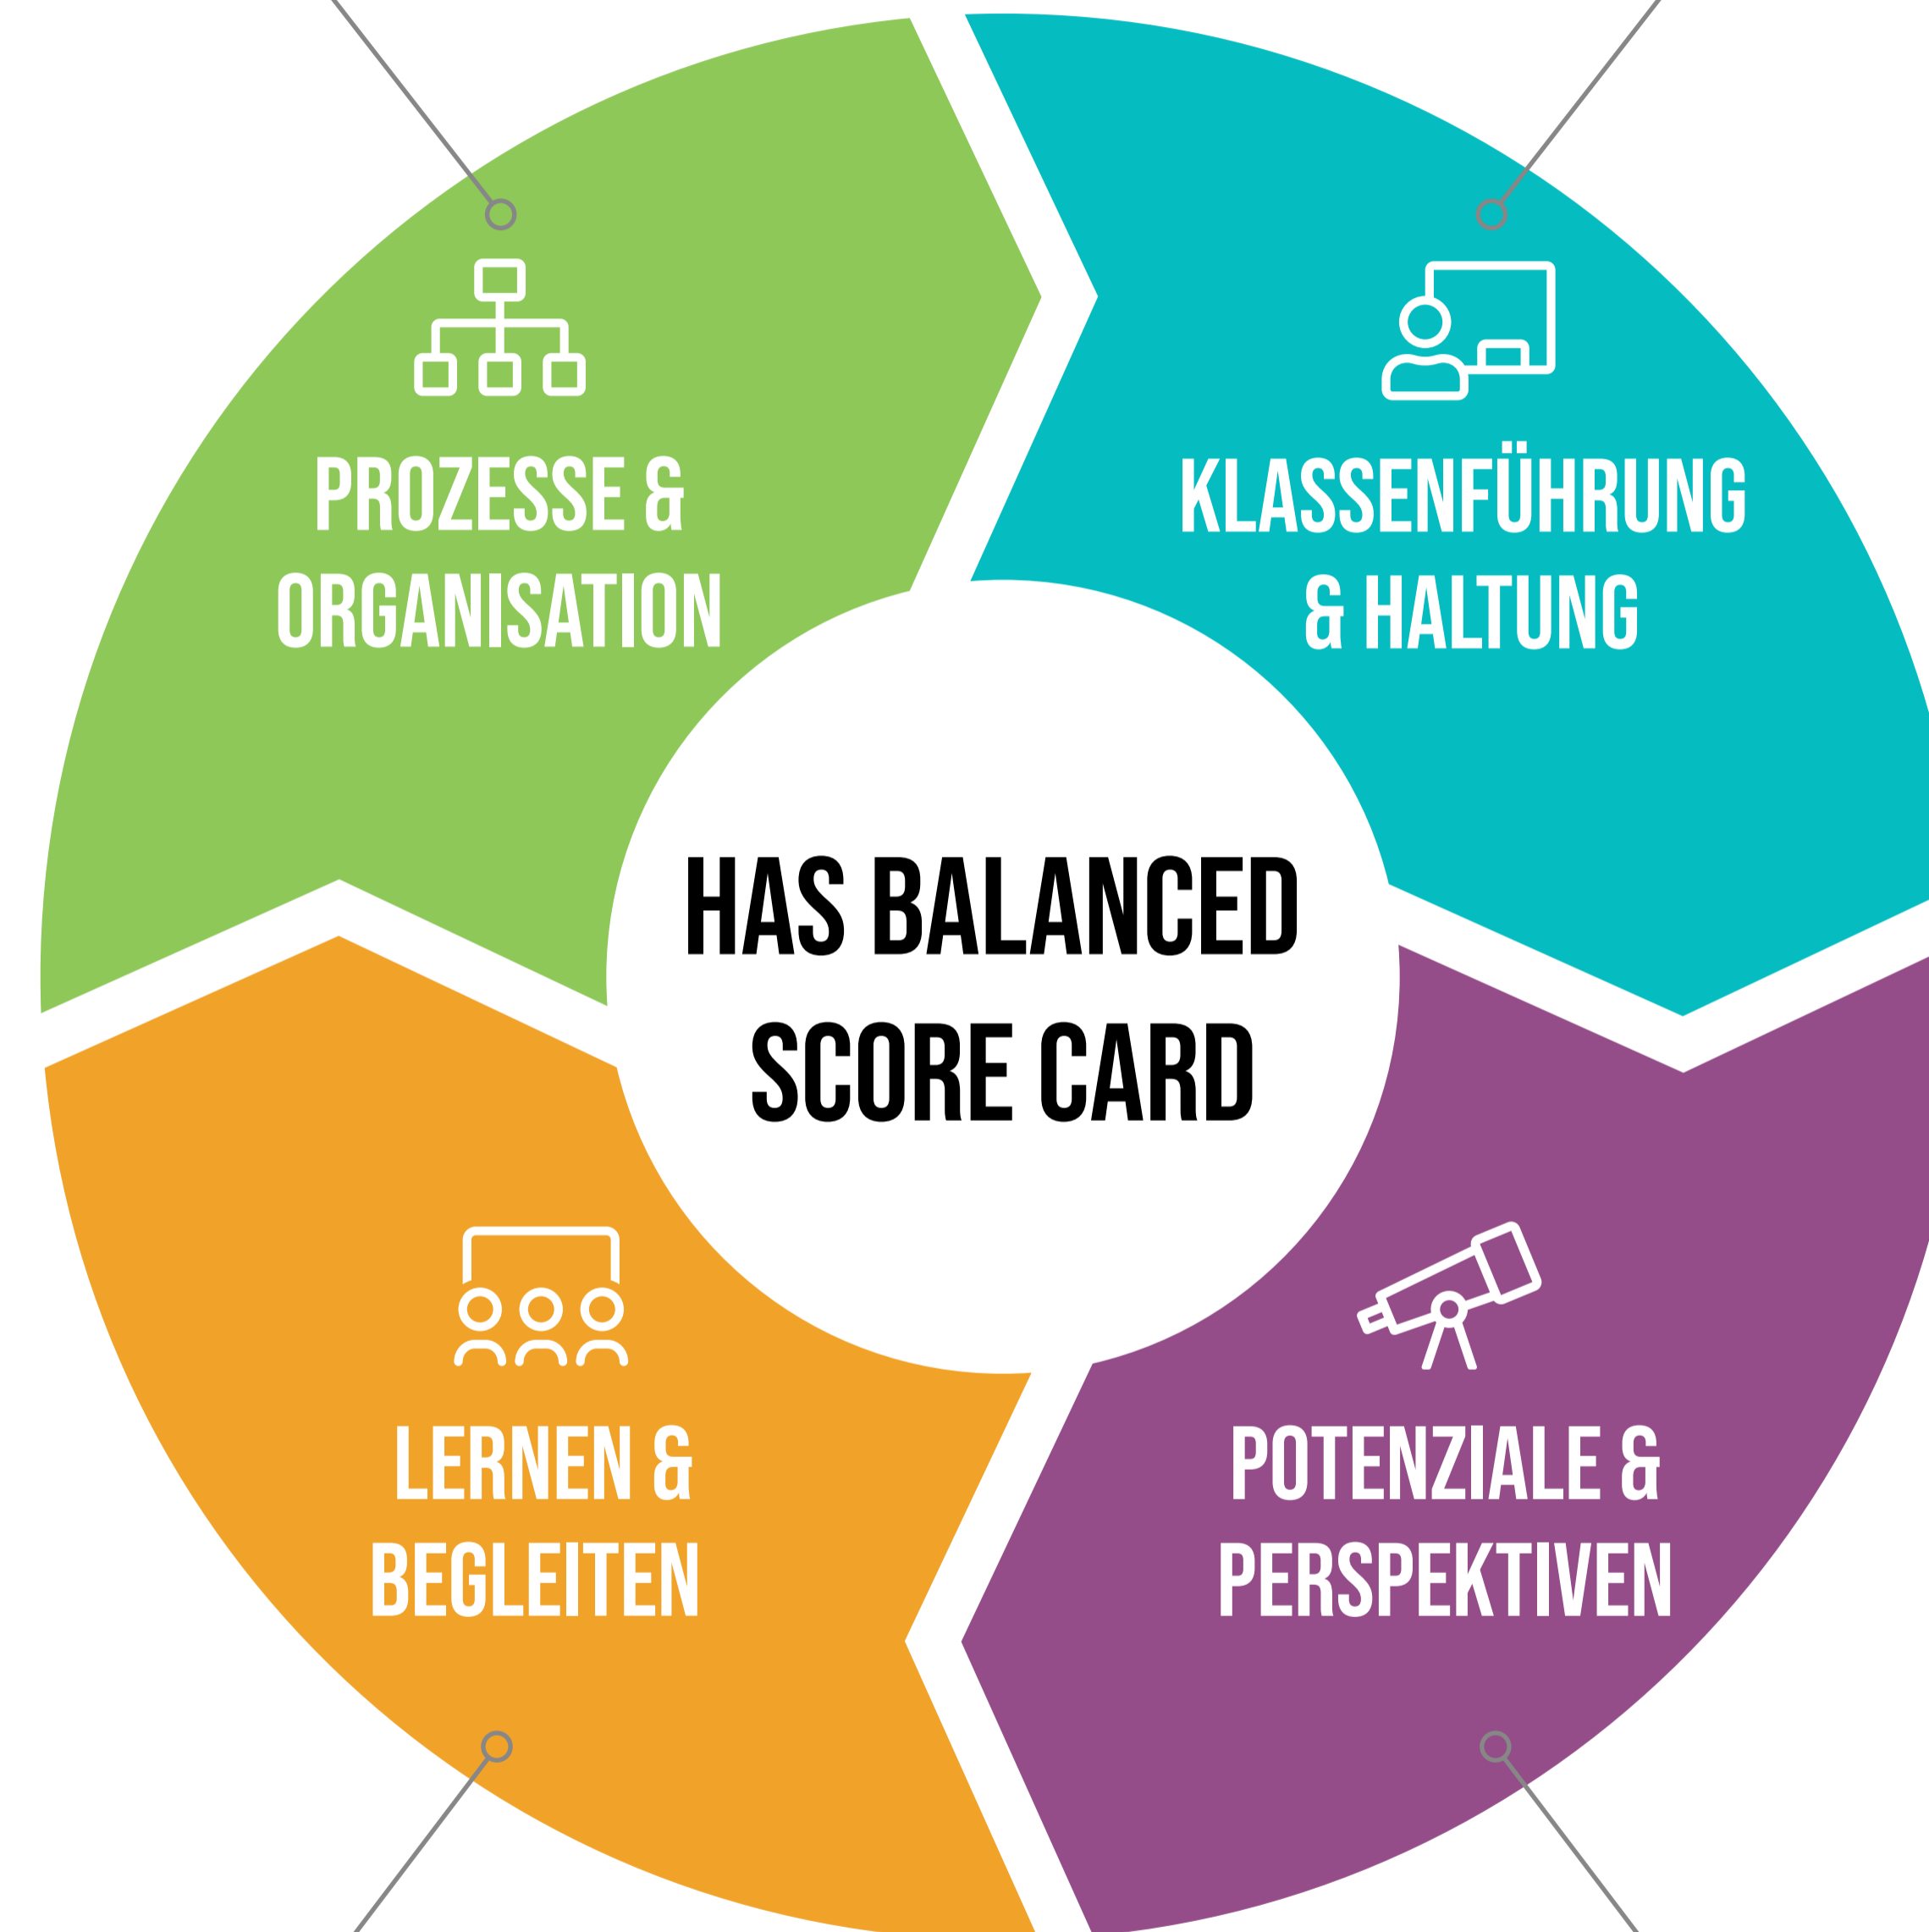 PROZESSE &
ORGANISATION
KLASSENFÜHRUNG
& HALTUNG
HAS BALANCED
SCORE CARD
LERNEN &
BEGLEITEN
POTENZIALE &
PERSPEKTIVEN